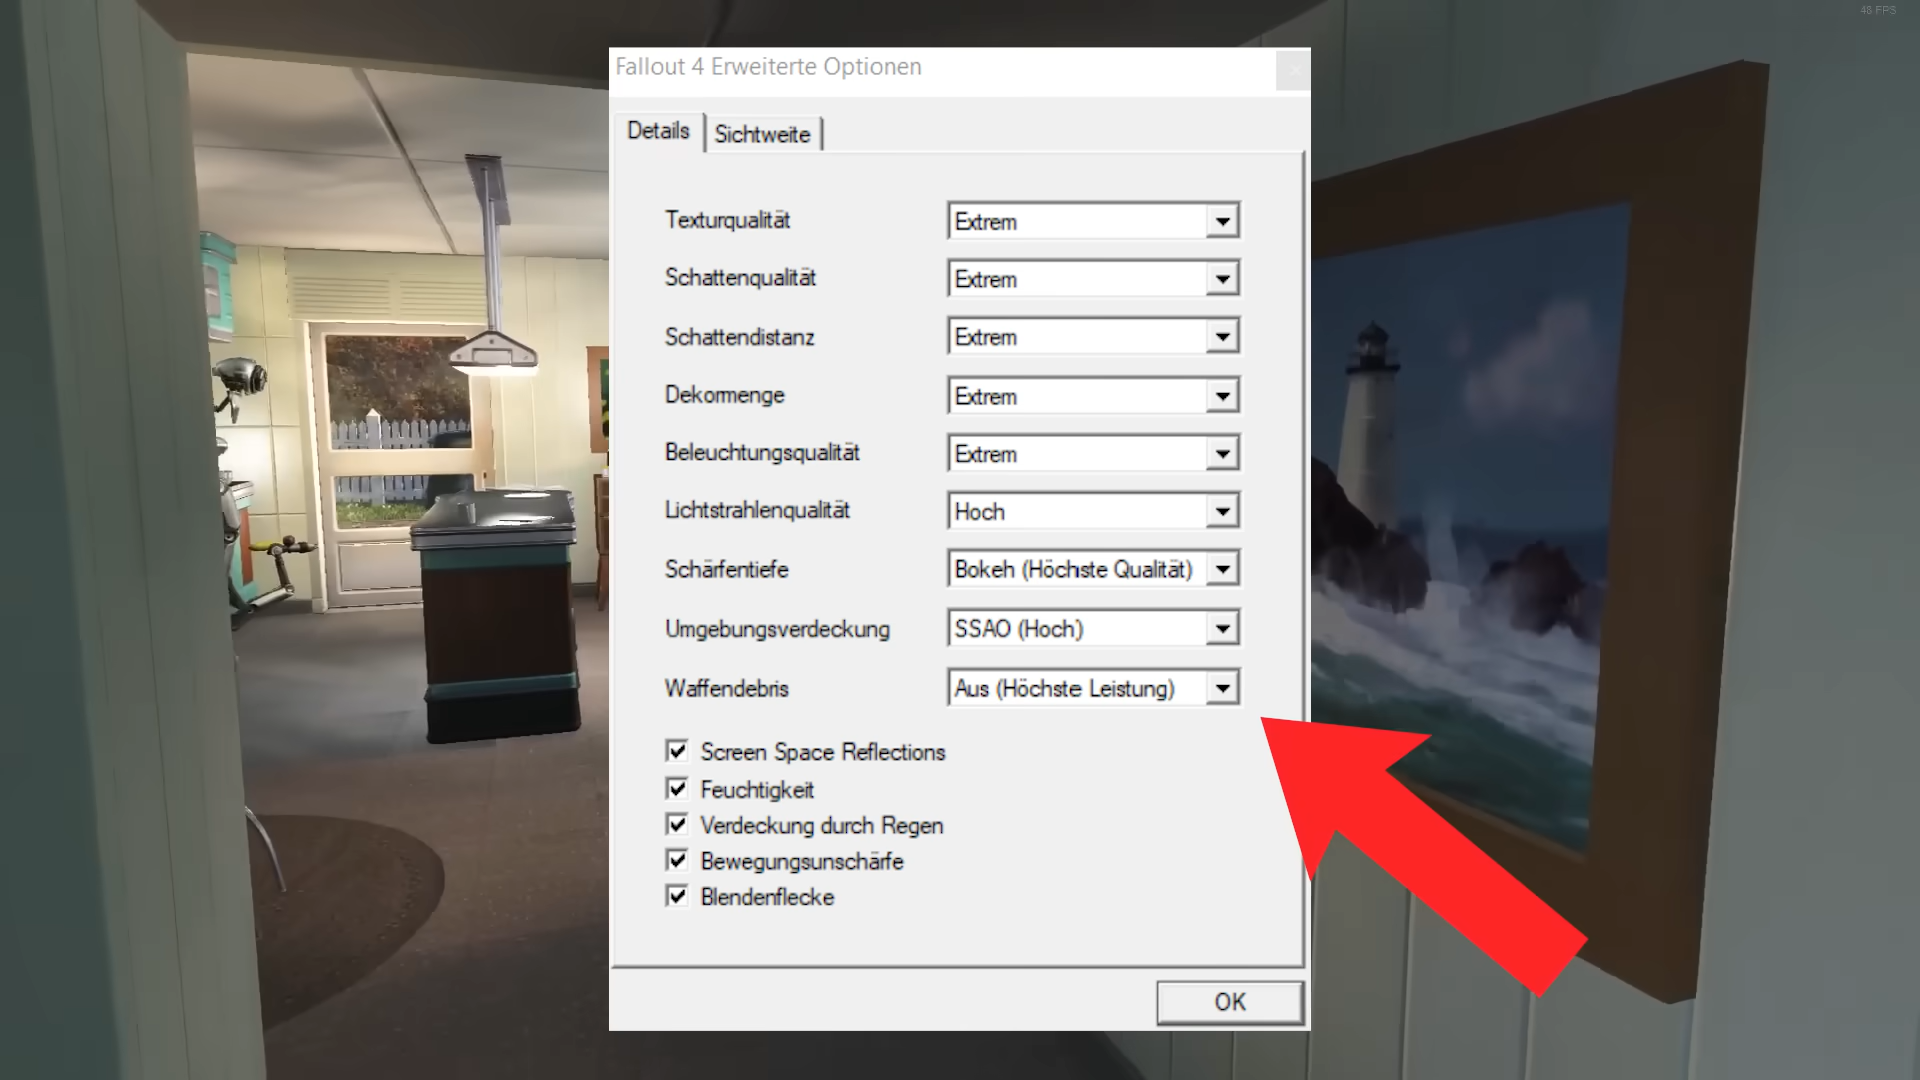 48 FPS
Fallout 4 Erweiterte Optionen
Details Sichtweite
Texturqualität Extrem
Schattenqualität Extrem
Schattendistanz Extrem
Dekormenge Extrem
Beleuchtungsqualität Extrem
Lichtstrahlenqualität Hoch
Schärfentiefe Bokeh (Höchste Qualität)
Umgebungsverdeckung SSAO (Hoch)
Waffendebris Aus (Höchste Leistung)
Screen Space Reflections
Feuchtigkeit
Verdeckung durch Regen
Bewegungsunschärfe
Blendenflecke
OK